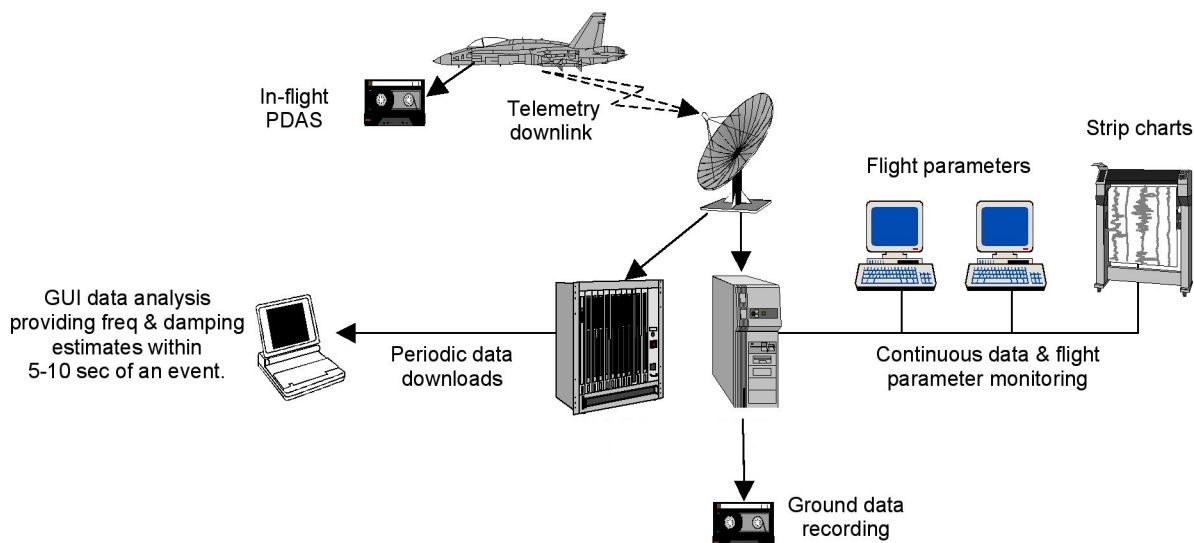 In-flight
PDAS
Telemetry
downlink
Strip charts
Flight parameters
GUI data analysis
providing freq & damping
estimates within
5-10 sec of an event.
Periodic data
downloads
Continuous data & flight
parameter monitoring
Ground data
recording